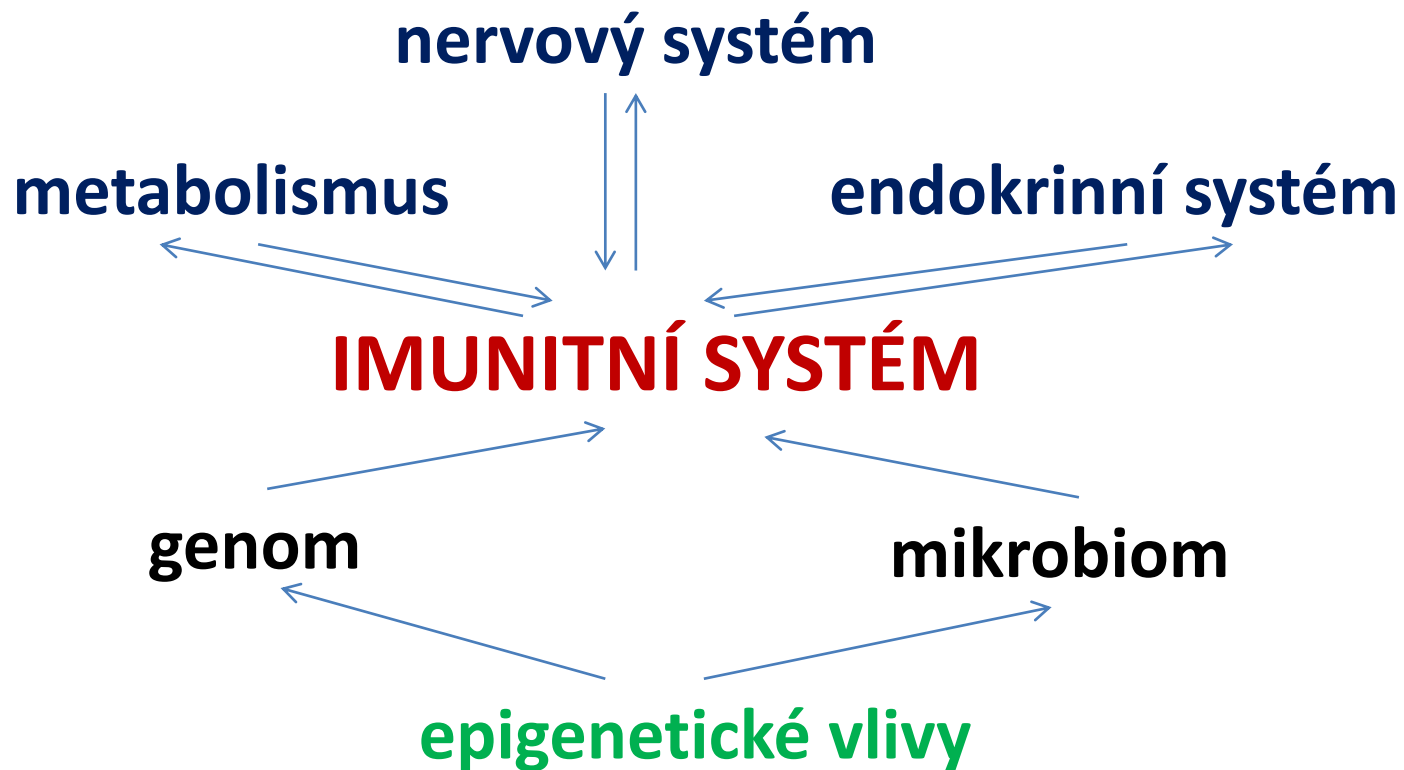 nervový systém
metabolismus
endokrinní systém
IMUNITNÍ SYSTÉM
genom
mikrobiom
epigenetické vlivy